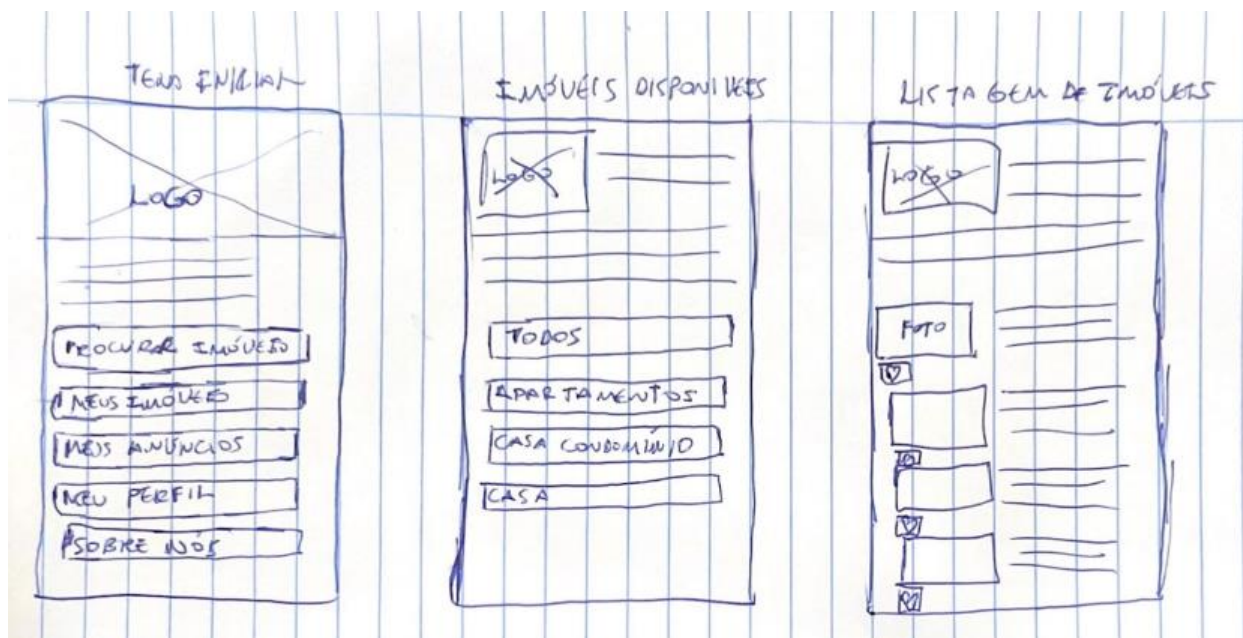 TELA INICIAL
LOGO
PROCURAR IMÓVEIS
MEUS IMÓVEIS
MEUS ANÚNCIOS
MEU PERFIL
SOBRE NÓS
IMÓVEIS DISPONIVEIS
LOGO
TODOS
APARTAMENTOS
CASA CONDOMÍNIO
CASA
LISTAGEM DE IMÓVEIS
LOGO
FOTO